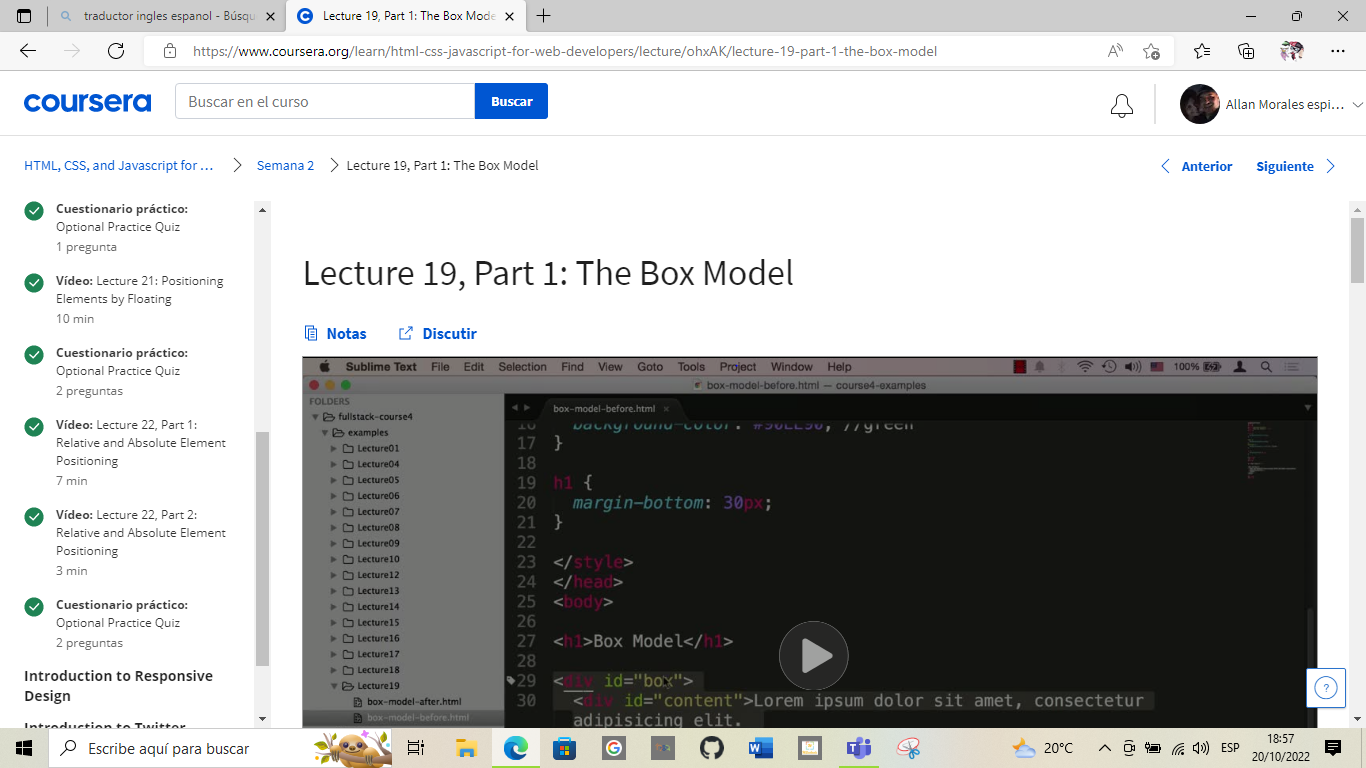 traductor ingles espanol - Búsqu
Lecture 19, Part 1: The Box Mode
https://www.coursera.org/learn/html-css-javascript-for-web-developers/lecture/ohxAK/lecture-19-part-1-the-box-model
coursera
Buscar en el curso
Buscar
Allan Morales espi...
HTML, CSS, and Javascript for ...
Semana 2
Lecture 19, Part 1: The Box Model
Anterior
Siguiente
Cuestionario práctico:
Optional Practice Quiz
1 pregunta
Vídeo: Lecture 21: Positioning
Elements by Floating
10 min
Cuestionario práctico:
Optional Practice Quiz
2 preguntas
Vídeo: Lecture 22, Part 1:
Relative and Absolute Element
Positioning
7 min
Vídeo: Lecture 22, Part 2:
Relative and Absolute Element
Positioning
3 min
Cuestionario práctico:
Optional Practice Quiz
2 preguntas
Introduction to Responsive
Design
Introduction to Twitter
Lecture 19, Part 1: The Box Model
Notas
Discutir
Sublime Text File Edit Selection Find View Goto Tools Project Window Help
100%
box-model-before.html — course4-examples
FOLDERS
fullstack-course4
examples
Lecture01
Lecture04
Lecture05
Lecture06
Lecture07
Lecture08
Lecture09
Lecture10
Lecture12
Lecture13
Lecture14
Lecture15
Lecture16
Lecture17
Lecture18
Lecture19
box-model-after.html
box-model-before.html
box-model-before.html
16 background-color: #90EE90; //green
17 }
18
19 h1 {
20 margin-bottom: 30px;
21 }
22
23 </style>
24 </head>
25 <body>
26
27 <h1>Box Model</h1>
28
29 <div id="box">
30 <div id="content">Lorem ipsum dolor sit amet, consectetur
adipisicing elit.
?
Escribe aquí para buscar
20°C
ESP
18:57
20/10/2022